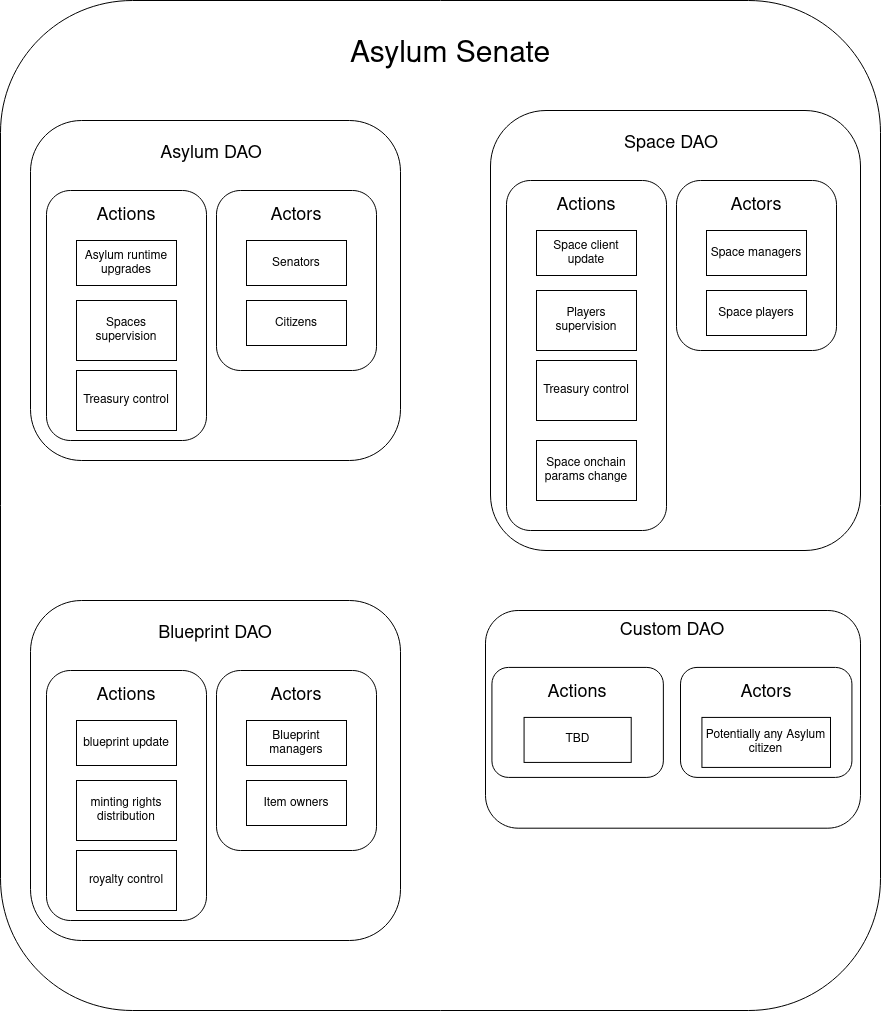 Asylum Senate
Asylum DAO
Actions
Asylum runtime
upgrades
Spaces
supervision
Treasury control
Actors
Senators
Citizens
Space DAO
Actions
Space client
update
Players
supervision
Treasury control
Space onchain
params change
Actors
Space managers
Space players
Blueprint DAO
Actions
blueprint update
minting rights
distribution
royalty control
Actors
Blueprint
managers
Item owners
Custom DAO
Actions
TBD
Actors
Potentially any Asylum
citizen